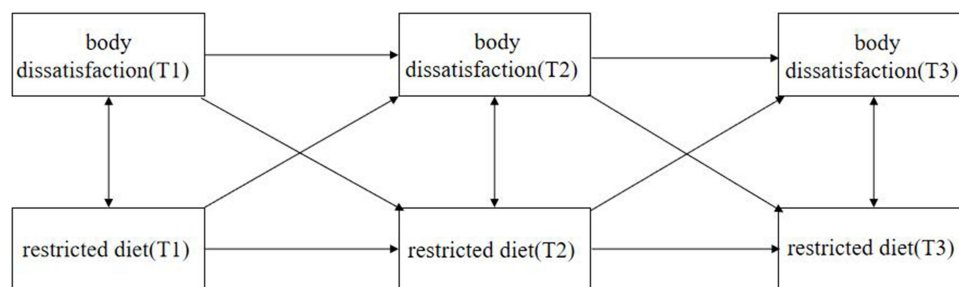 body
dissatisfaction(T1)
body
dissatisfaction(T2)
body
dissatisfaction(T3)
restricted diet(T1)
restricted diet(T2)
restricted diet(T3)